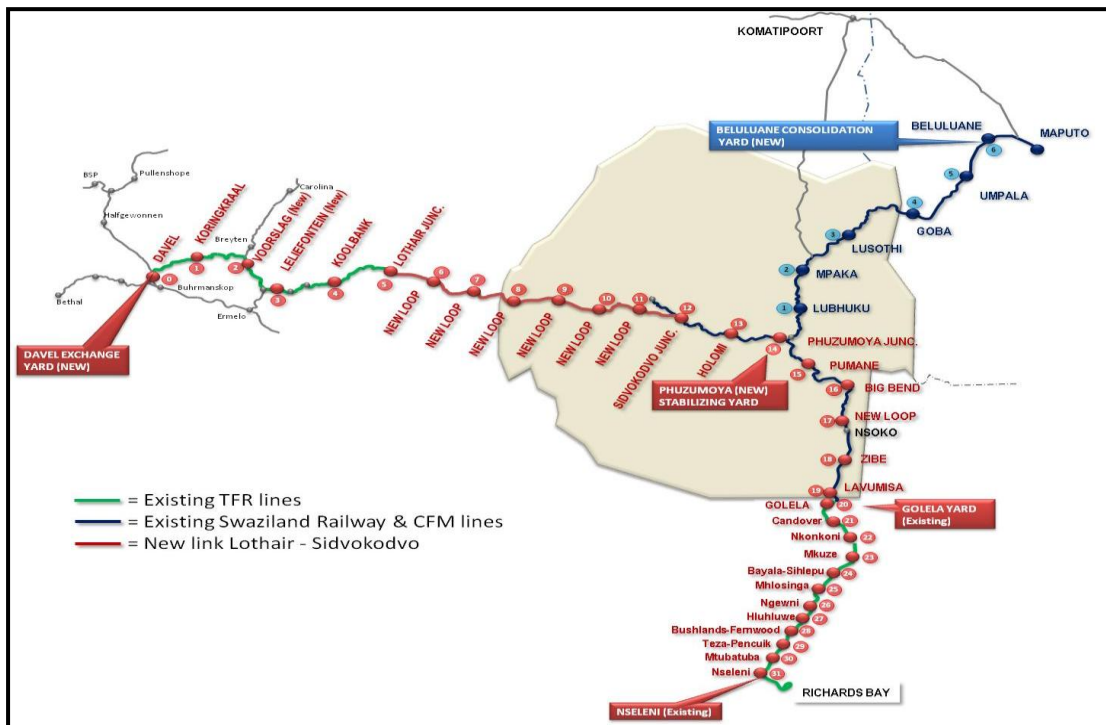 KOMATIPOORT
BELULUANE CONSOLIDATION
YARD (NEW)
BELULUANE
MAPUTO
6
5
UMPALA
4
GOBA
3
LUSOTHI
2
MPAKA
1
LUBHUKU
BSP
Pullenshope
Halfgewonnen
Carolina
Breyten
Bethal
Buhrmanskop
Ermelo
DAVEL
KORINGKRAAL
VOORSLAG (New)
LELIEFONTEIN (New)
KOOLBANK
LOTHAIR JUNC.
0
1
2
3
4
5
6
7
8
9
10
11
12
13
14
NEW LOOP
NEW LOOP
NEW LOOP
NEW LOOP
NEW LOOP
NEW LOOP
SIDVOKODVO JUNC.
HOLOMI
DAVEL EXCHANGE
YARD (NEW)
PHUZUMOYA (NEW)
STABILIZING YARD
PHUZUMOYA JUNC.
15
PUMANE
16
BIG BEND
17
NEW LOOP
NSOKO
18
ZIBE
19
LAVUMISA
GOLELA
20
GOLELA YARD
(Existing)
Candover
21
Nkonkoni
22
Mkuze
23
Bayala-Sihlepu
24
Mhlosinga
25
Ngewni
26
Hluhluwe
27
Bushlands-Fernwood
28
Teza-Pencuik
29
Mtubatuba
30
Nseleni
31
RICHARDS BAY
NSELENI (Existing)
= Existing TFR lines
= Existing Swaziland Railway & CFM lines
= New link Lothair - Sidvokodvo